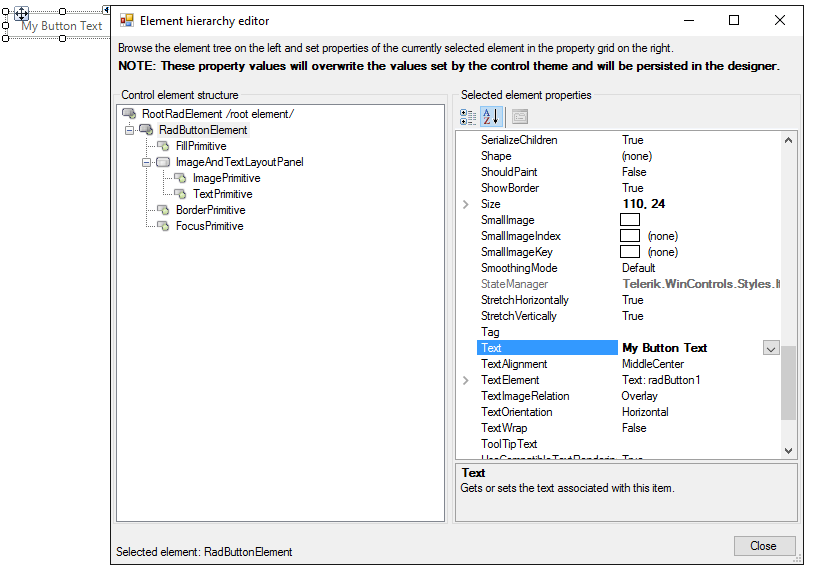 My Button Text
Element hierarchy editor
Browse the element tree on the left and set properties of the currently selected element in the property grid on the right.
NOTE: These property values will overwrite the values set by the control theme and will be persisted in the designer.
Control element structure
RootRadElement /root element/
RadButtonElement
FillPrimitive
ImageAndTextLayoutPanel
ImagePrimitive
TextPrimitive
BorderPrimitive
FocusPrimitive
Selected element properties
SerializeChildren True
Shape (none)
ShouldPaint False
ShowBorder True
Size 110, 24
SmallImage
SmallImageIndex (none)
SmallImageKey (none)
SmoothingMode Default
StateManager Telerik.WinControls.Styles.It
StretchHorizontally True
StretchVertically True
Tag
Text My Button Text
TextAlignment MiddleCenter
TextElement Text: radButton1
TextImageRelation Overlay
TextOrientation Horizontal
TextWrap False
ToolTipText
UseCompatibleTextRenderin True
Text
Gets or sets the text associated with this item.
Selected element: RadButtonElement
Close